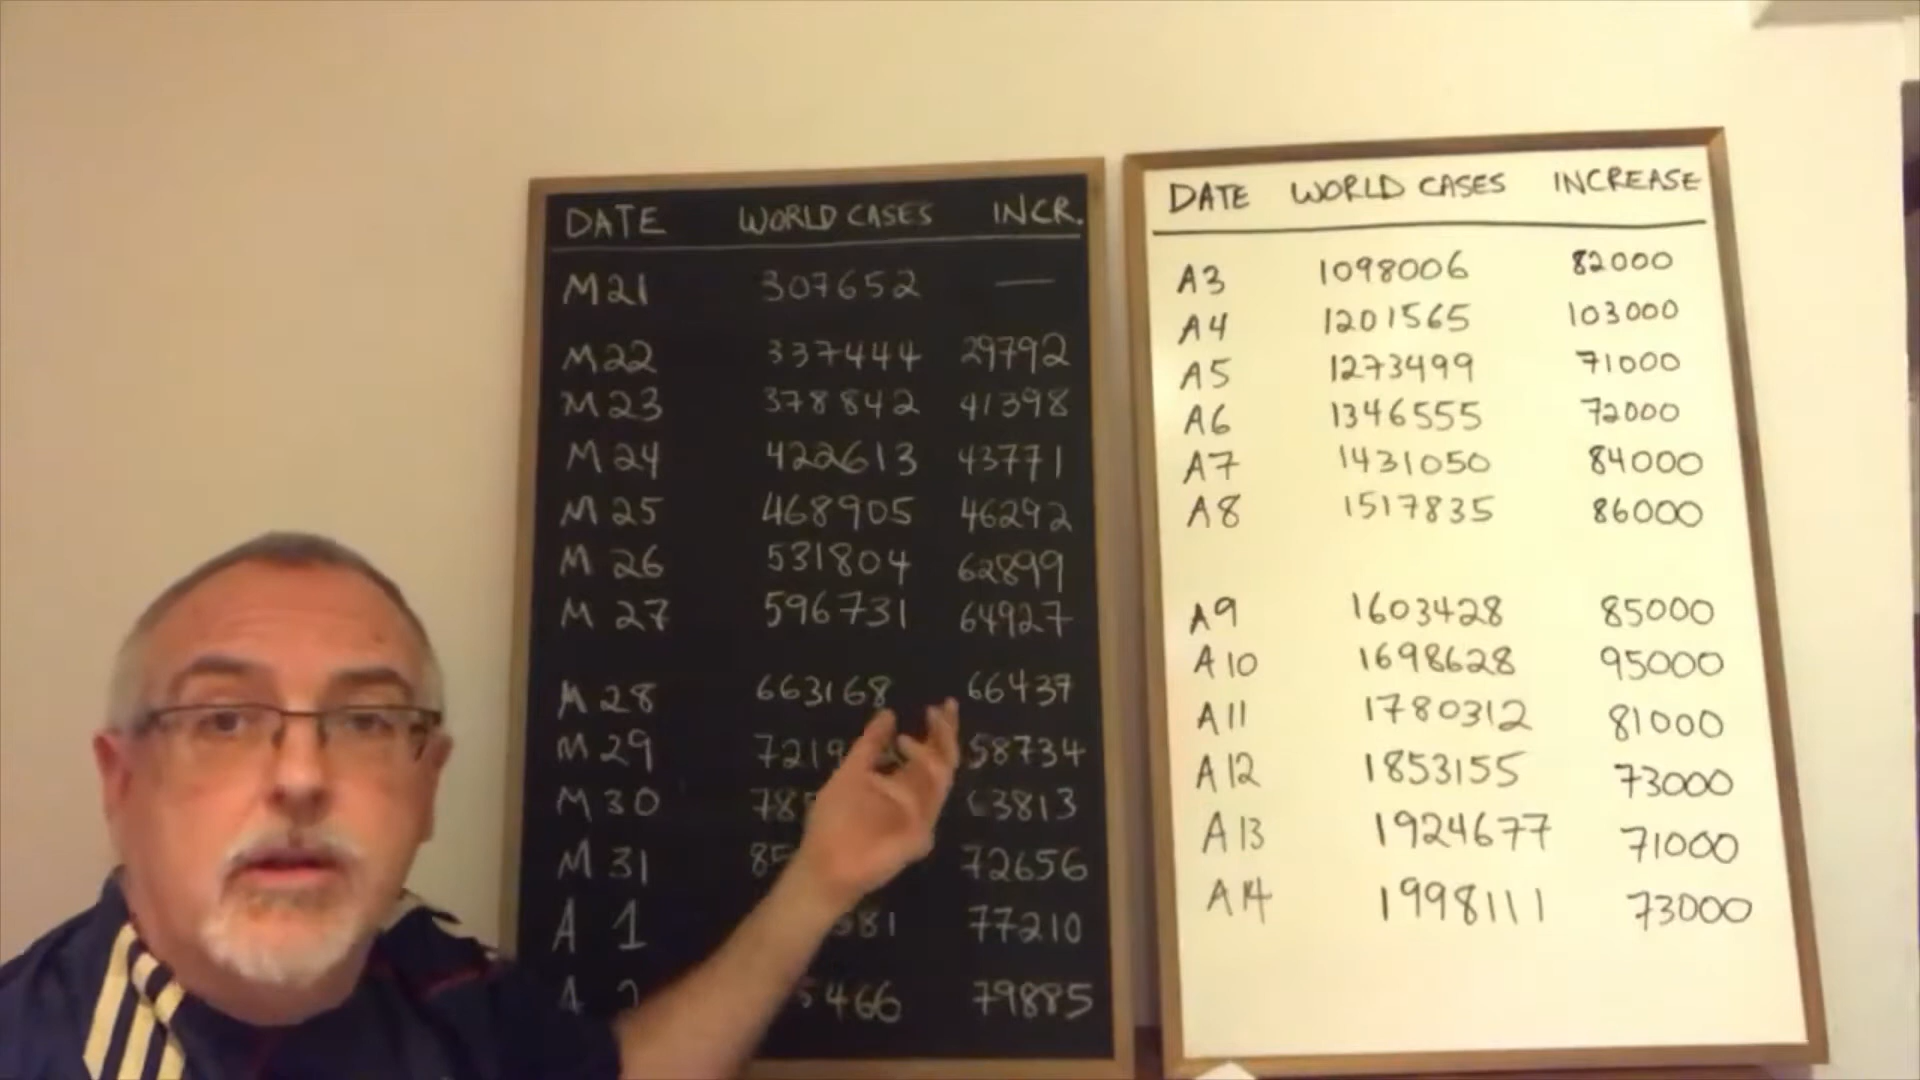 DATE WORLD CASES INCR.
M21 307652 —
M22 337444 29792
M23 378842 41398
M24 422613 43771
M25 468905 46292
M26 531804 62899
M27 596731 64927
M28 663168 66437
M29 58734
M30 63813
M31 72656
A 1 77210
79885
DATE WORLD CASES INCREASE
A3 1098006 82000
A4 1201565 103000
A5 1273499 71000
A6 1346555 72000
A7 1431050 84000
A8 1517835 86000
A9 1603428 85000
A10 1698628 95000
A11 1780312 81000
A12 1853155 73000
A13 1924677 71000
A14 1998111 73000